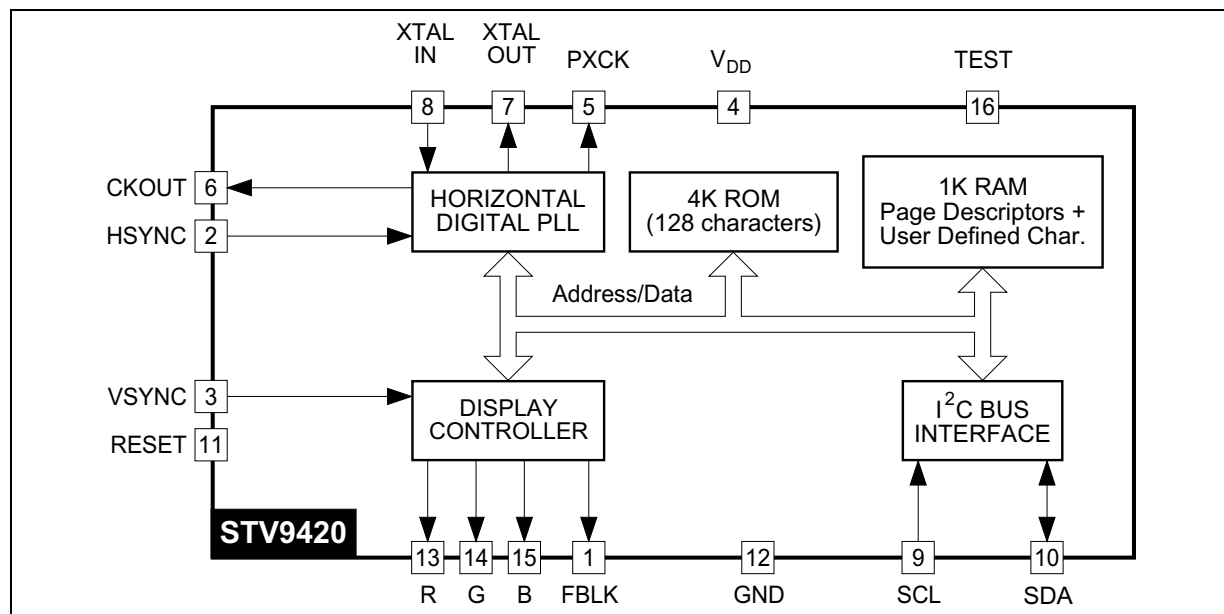 XTAL
IN
XTAL
OUT
PXCK
VDD
TEST
8
7
5
4
16
CKOUT 6
HSYNC 2
HORIZONTAL
DIGITAL PLL
4K ROM
(128 characters)
1K RAM
Page Descriptors +
User Defined Char.
Address/Data
VSYNC 3
RESET 11
DISPLAY
CONTROLLER
I2C BUS
INTERFACE
STV9420
13
14
15
1
12
9
10
R
G
B
FBLK
GND
SCL
SDA